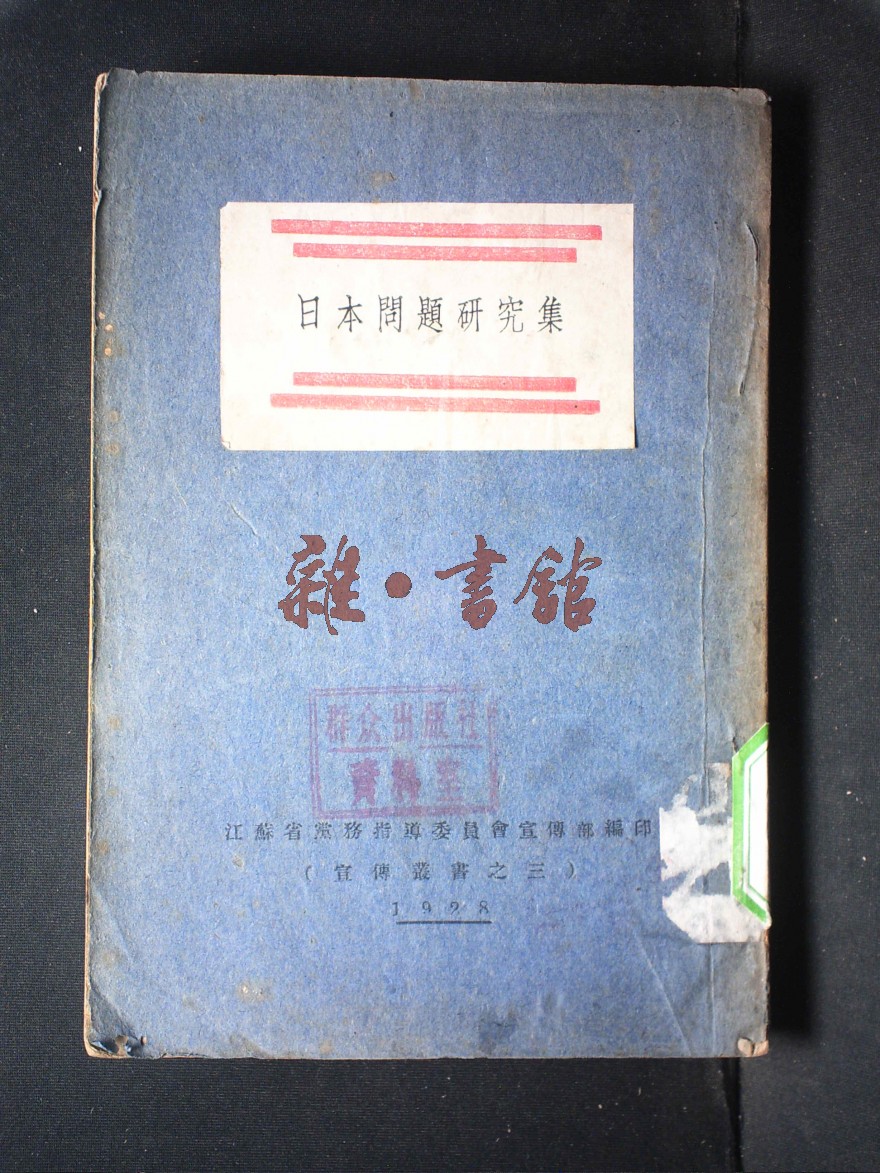 日本問題硏究集
雜·書館
群众出版社
資料室
江蘇省黨務指導委員會宣傳部編印
(宣傳叢書之三)
1928